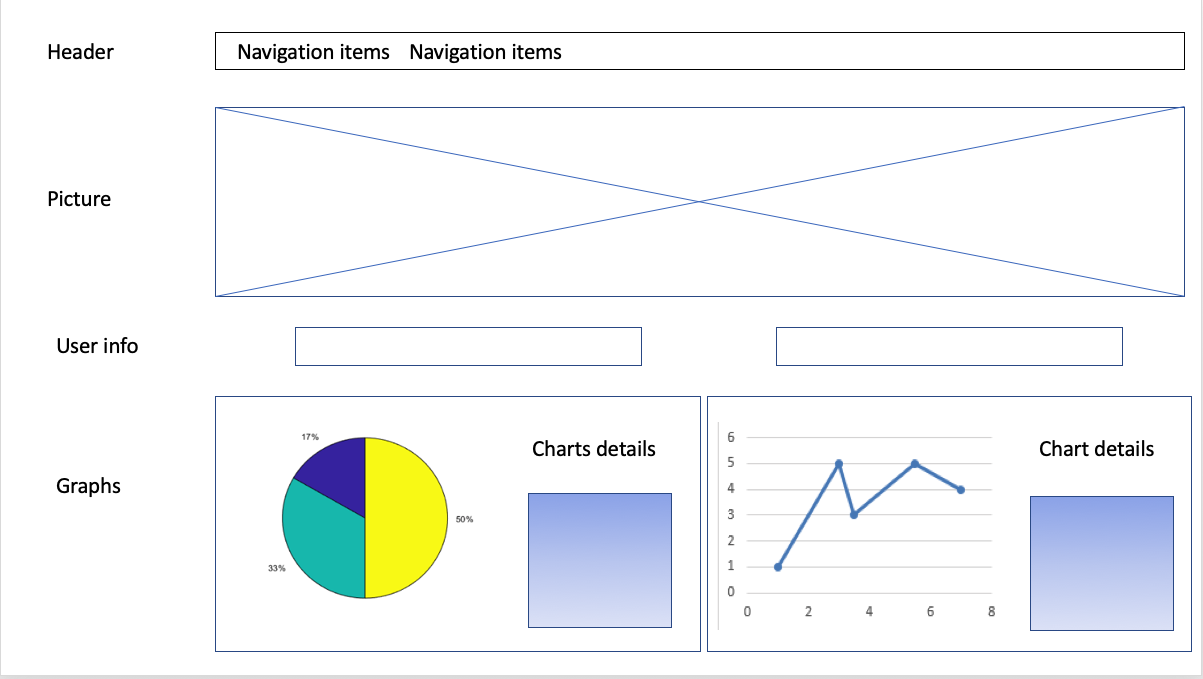 Header
Navigation items Navigation items
Picture
User info
Graphs
17%
50%
33%
Charts details
6
5
4
3
2
1
0
0 2 4 6 8
Chart details